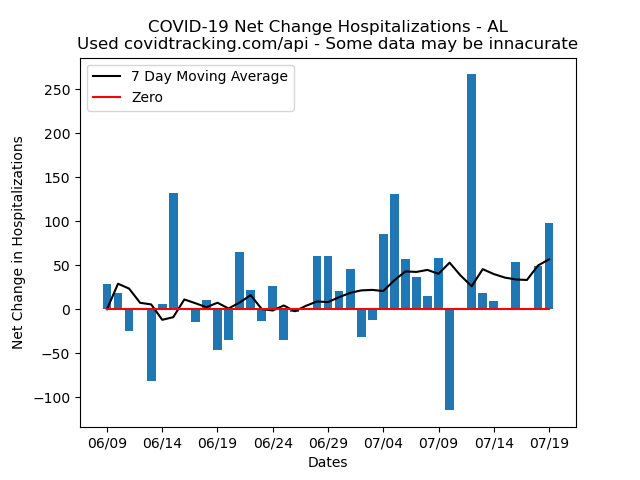 COVID-19 Net Change Hospitalizations - AL
Used covidtracking.com/api - Some data may be innacurate
7 Day Moving Average
Zero
Net Change in Hospitalizations
250
200
150
100
50
0
−50
−100
06/09
06/14
06/19
06/24
06/29
07/04
07/09
07/14
07/19
Dates